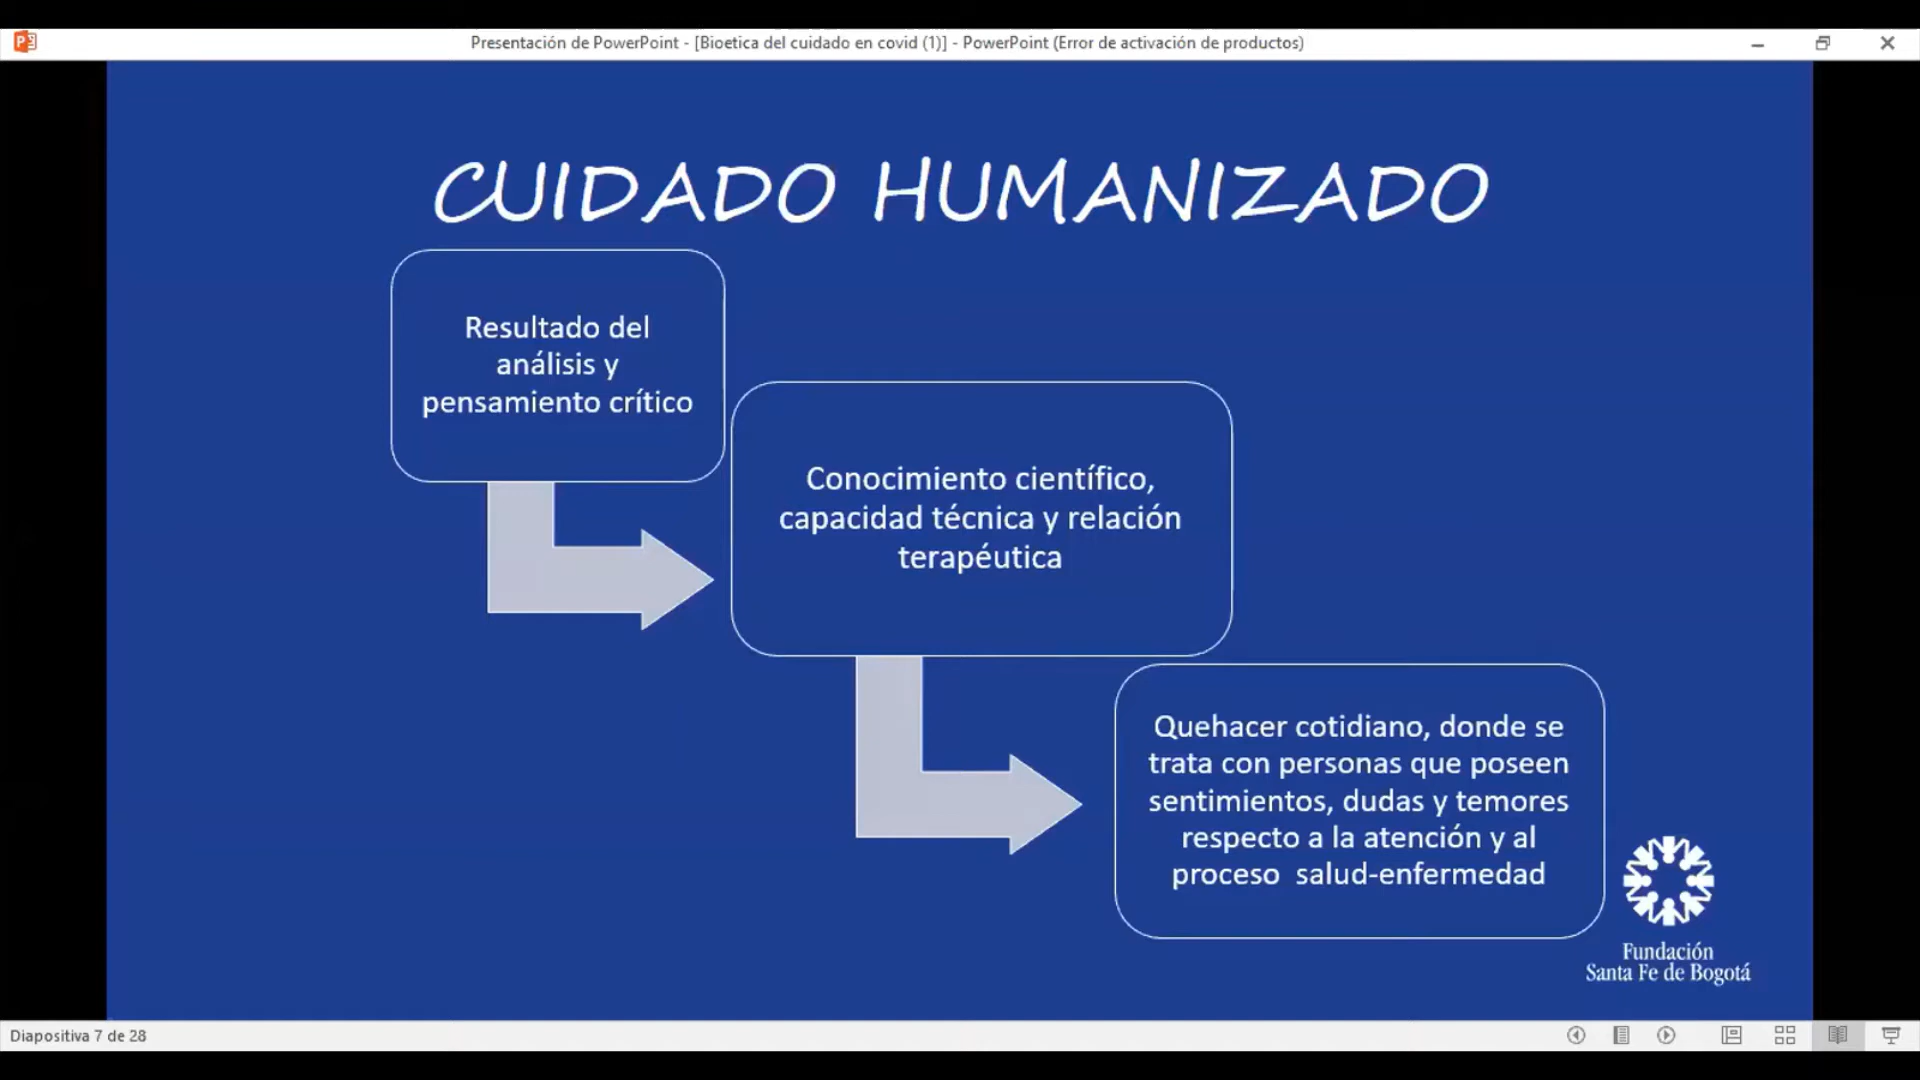 Presentación de PowerPoint - [Bioetica del cuidado en covid (1)] - PowerPoint (Error de activación de productos)
CUIDADO HUMANIZADO
Resultado del
análisis y
pensamiento crítico
Conocimiento científico,
capacidad técnica y relación
terapéutica
Quehacer cotidiano, donde se
trata con personas que poseen
sentimientos, dudas y temores
respecto a la atención y al
proceso  salud-enfermedad
Fundación
Santa Fe de Bogotá
Diapositiva 7 de 28